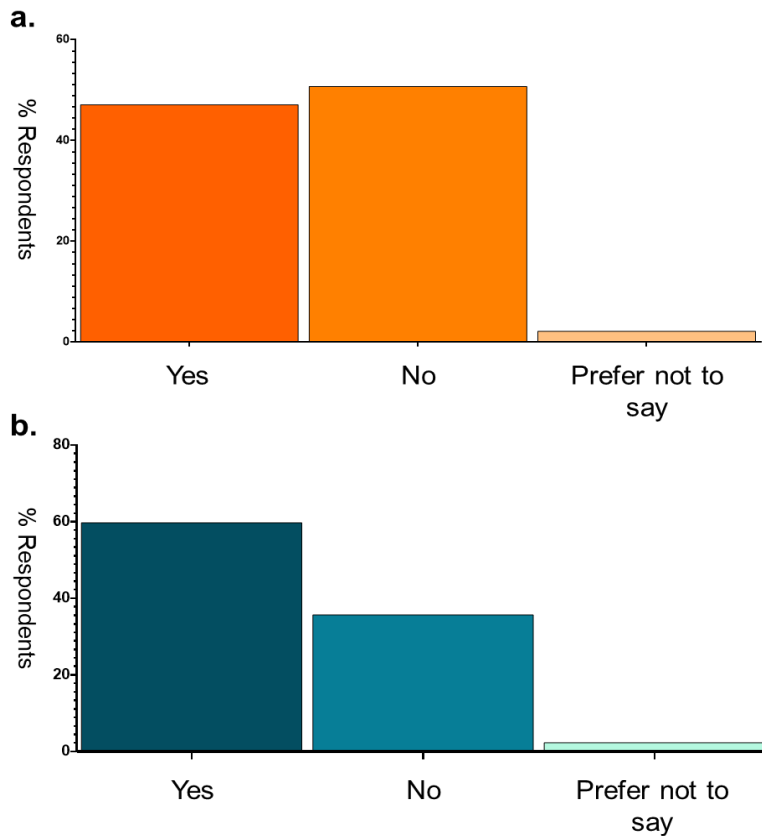 a.
60
40
20
0
% Respondents
Yes
No
Prefer not to
say
b.
80
60
40
20
0
% Respondents
Yes
No
Prefer not to
say